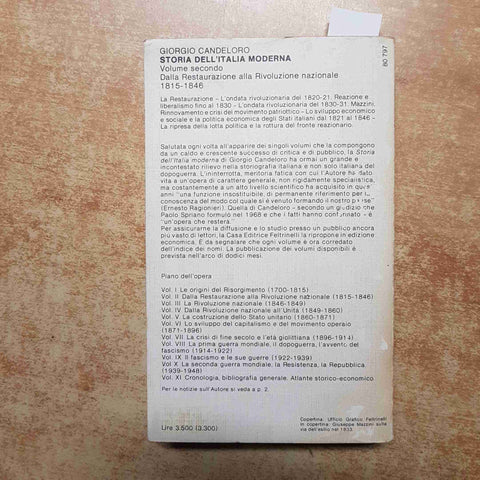 GIORGIO CANDELORO
STORIA DELL'ITALIA MODERNA
Volume secondo
Dalla Restaurazione alla Rivoluzione nazionale
1815-1846
80 797
La Restaurazione - L'ondata rivoluzionaria del 1820-21. Reazione e
liberalismo fino al 1830 - L'ondata rivoluzionaria del 1830-31. Mazzini.
Rinnovamento e crisi del movimento patriottico - Lo sviluppo economico
e sociale e la politica economica degli Stati italiani dal 1821 al 1846 -
La ripresa della lotta politica e la rottura del fronte reazionario.
Salutata ogni volta all'apparire dei singoli volumi che la compongono
da un caldo e crescente successo di critica e di pubblico, la Storia
dell'Italia moderna di Giorgio Candeloro ha ormai un grande e
incontestato rilievo nella storiografia italiana e non solo italiana del
dopoguerra. L'ininterrotta, meritoria fatica con cui l'Autore ha dato
vita a un'opera di carattere generale, non rigidamente specialistica,
ma costantemente a un alto livello scientifico ha acquisito in questi
anni "una funzione insostituibile, di permanente riferimento per la
conoscenza del modo col quale si è venuto formando il nostro paese"
(Ernesto Ragionieri). Quella di Candeloro - secondo un giudizio che
Paolo Spriano formulò nel 1968 e che i fatti hanno confermato - è
"un'opera che resterà."
Per assicurarne la diffusione e lo studio presso un pubblico ancora
più vasto di lettori, la Casa Editrice Feltrinelli la ripropone in edizione
economica. È da segnalare che ogni volume è ora corredato
dell'indice dei nomi. La pubblicazione dei volumi disponibili è
prevista nell'arco di dodici mesi.
Piano dell'opera
Vol. I Le origini del Risorgimento (1700-1815)
Vol. II Dalla Restaurazione alla Rivoluzione nazionale (1815-1846)
Vol. III La Rivoluzione nazionale (1846-1849)
Vol. IV Dalla Rivoluzione nazionale all'Unità (1849-1860)
Vol. V La costruzione dello Stato unitario (1860-1871)
Vol. VI Lo sviluppo del capitalismo e del movimento operaio
(1871-1896)
Vol. VII La crisi di fine secolo e l'età giolittiana (1896-1914)
Vol. VIII La prima guerra mondiale, il dopoguerra, l'avvento del
fascismo (1914-1922)
Vol. IX Il fascismo e le sue guerre (1922-1939)
Vol. X La seconda guerra mondiale, la Resistenza, la Repubblica
(1939-1948)
Vol. XI Cronologia, bibliografia generale. Atlante storico-economico
Per le notizie sull'Autore si veda a p. 2.
Lire 3.500 (3.300)
Copertina: Ufficio Grafico Feltrinelli
In copertina: Giuseppe Mazzini sulla
via dell'esilio nel 1833.